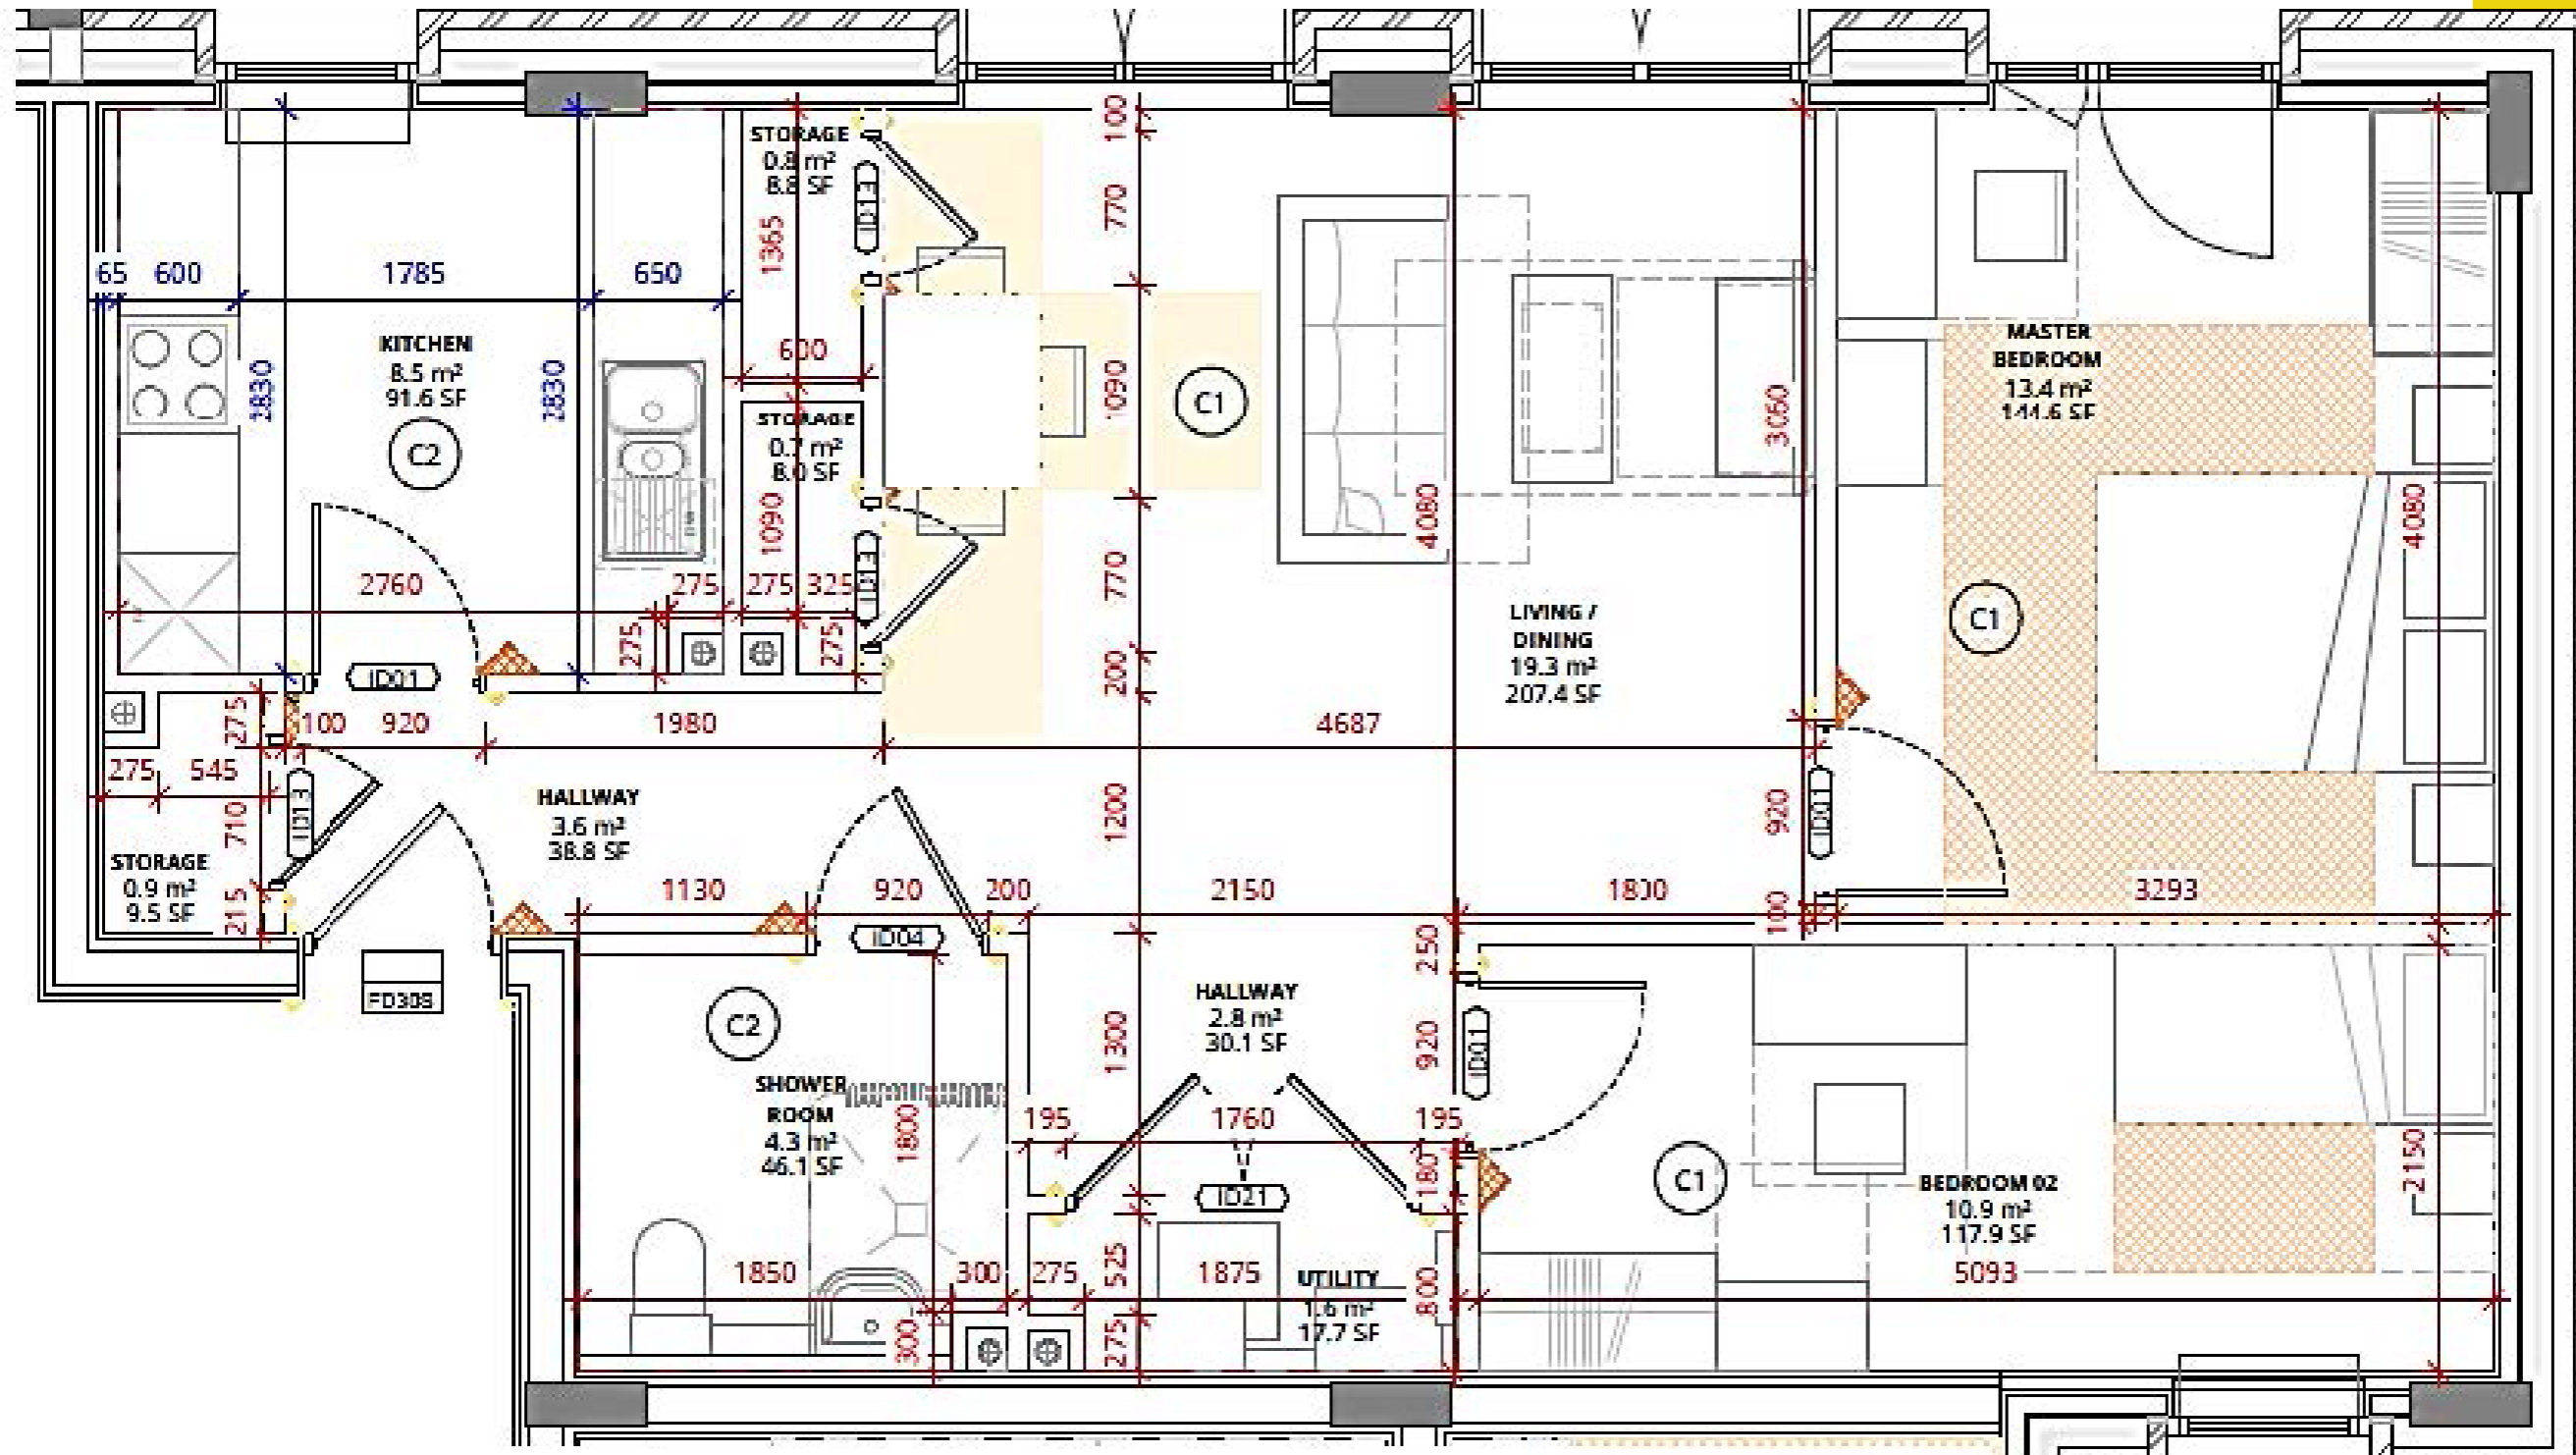 STORAGE
0.8 m²
8.8 SF
100
770
1365
65 600 1785 650
KITCHEN
8.5 m²
91.6 SF
C2
2830
2830
600
STORAGE
0.7 m²
8.0 SF
1090
1090
C1
3060
4080
MASTER
BEDROOM
13.4 m²
144.6 SF
4080
C1
2760 275 275 325
275
275
770
200
LIVING /
DINING
19.3 m²
207.4 SF
ID01
275
100 920 1980 4687
275 545
710
ID13
HALLWAY
3.6 m²
38.8 SF
1200
920
ID01
STORAGE
0.9 m²
9.5 SF
215
1130 920 200 2150 1800 3293
100
ID04
FD30S
250
C2
HALLWAY
2.8 m²
30.1 SF
1300
920
ID01
SHOWER
ROOM
4.3 m²
46.1 SF
1800
195 1760 195
180
ID21
C1
BEDROOM 02
10.9 m²
117.9 SF
2150
1850 300 275 1875 5093
525
800
UTILITY
1.6 m²
17.7 SF
300
275